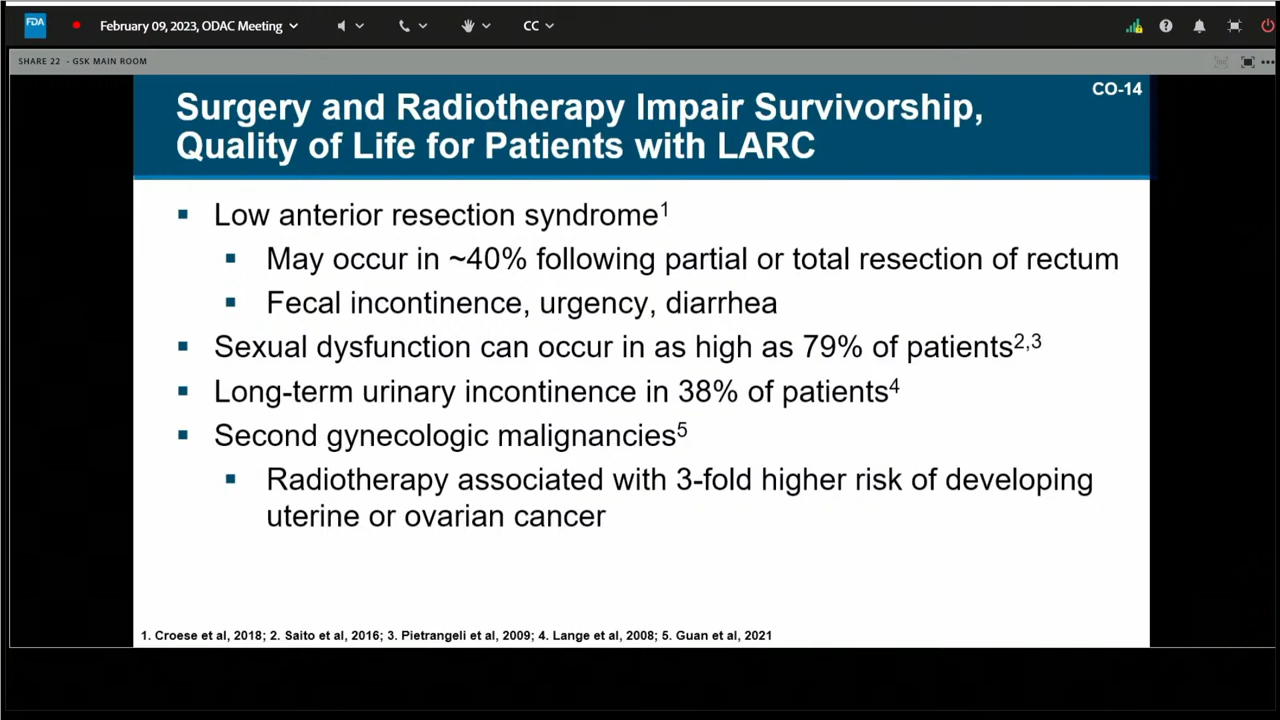 FDA
February 09, 2023, ODAC Meeting
CC
SHARE 22 - GSK MAIN ROOM
CO-14
Surgery and Radiotherapy Impair Survivorship,
Quality of Life for Patients with LARC
▪ Low anterior resection syndrome¹
▪ May occur in ~40% following partial or total resection of rectum
▪ Fecal incontinence, urgency, diarrhea
▪ Sexual dysfunction can occur in as high as 79% of patients²,³
▪ Long-term urinary incontinence in 38% of patients⁴
▪ Second gynecologic malignancies⁵
▪ Radiotherapy associated with 3-fold higher risk of developing
uterine or ovarian cancer
1. Croese et al, 2018; 2. Saito et al, 2016; 3. Pietrangeli et al, 2009; 4. Lange et al, 2008; 5. Guan et al, 2021